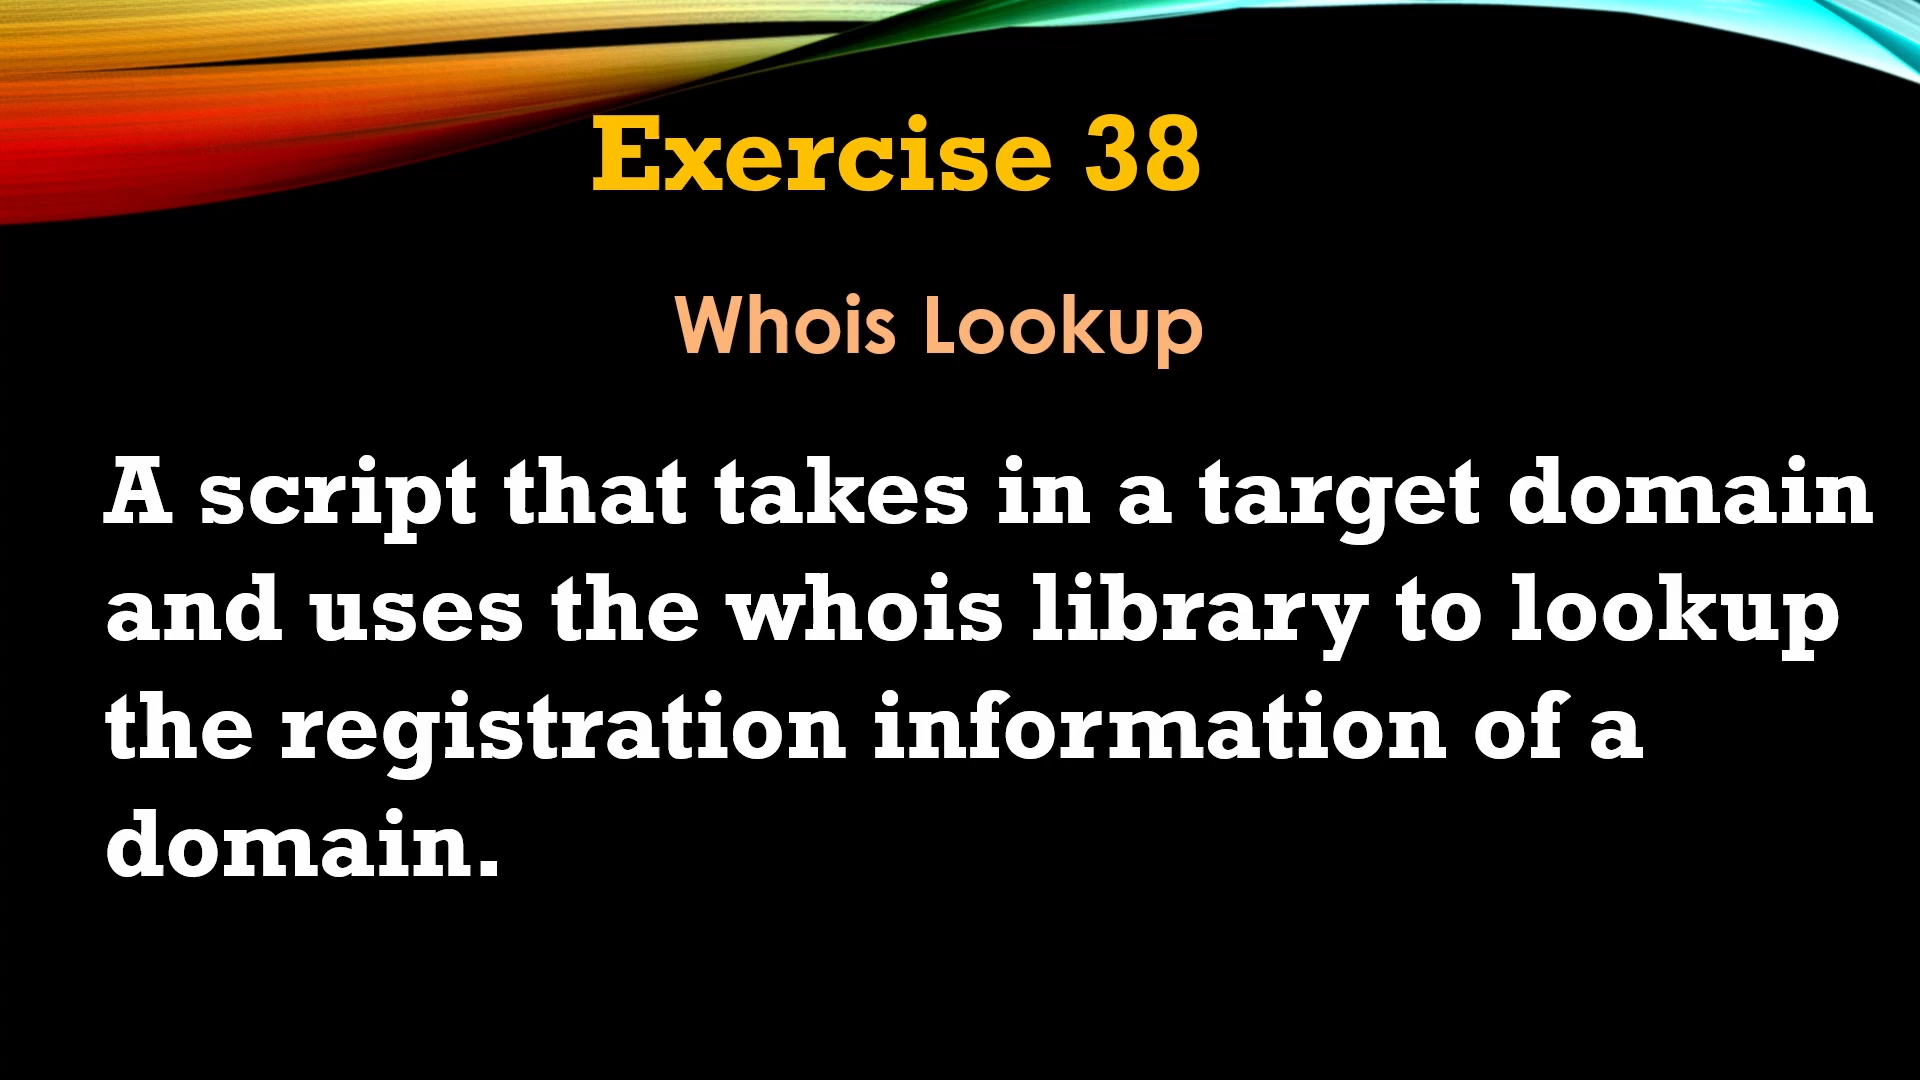 Exercise 38
Whois Lookup
A script that takes in a target domain
and uses the whois library to lookup
the registration information of a
domain.